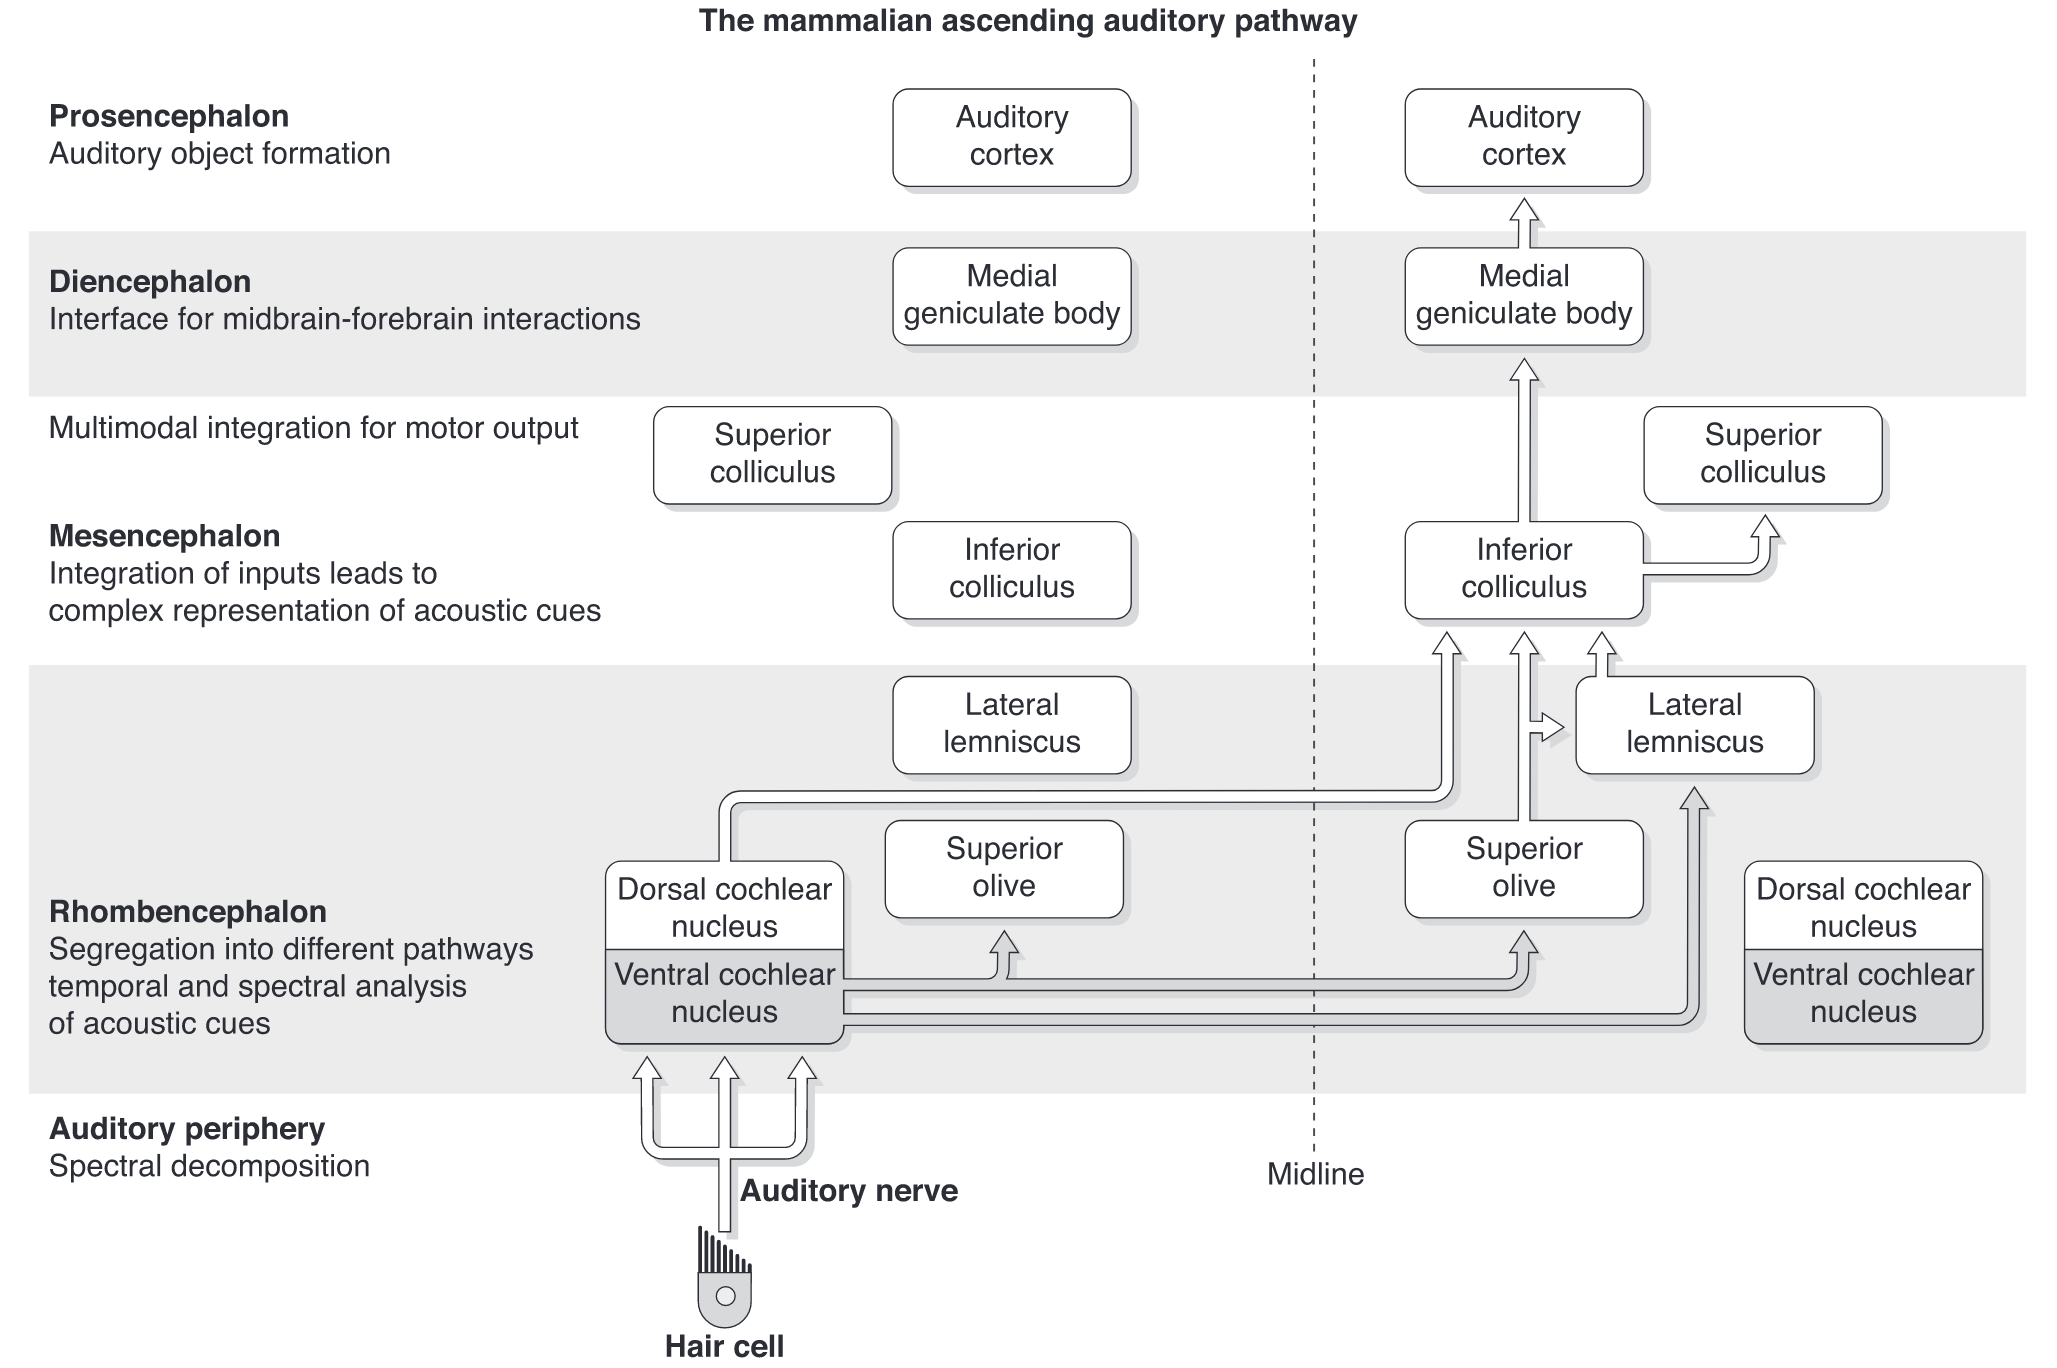 The mammalian ascending auditory pathway
Prosencephalon
Auditory object formation
Auditory
cortex
Auditory
cortex
Diencephalon
Interface for midbrain-forebrain interactions
Medial
geniculate body
Medial
geniculate body
Multimodal integration for motor output
Superior
colliculus
Superior
colliculus
Mesencephalon
Integration of inputs leads to
complex representation of acoustic cues
Inferior
colliculus
Inferior
colliculus
Lateral
lemniscus
Lateral
lemniscus
Superior
olive
Superior
olive
Rhombencephalon
Segregation into different pathways
temporal and spectral analysis
of acoustic cues
Dorsal cochlear
nucleus
Ventral cochlear
nucleus
Dorsal cochlear
nucleus
Ventral cochlear
nucleus
Auditory periphery
Spectral decomposition
Auditory nerve
Midline
Hair cell